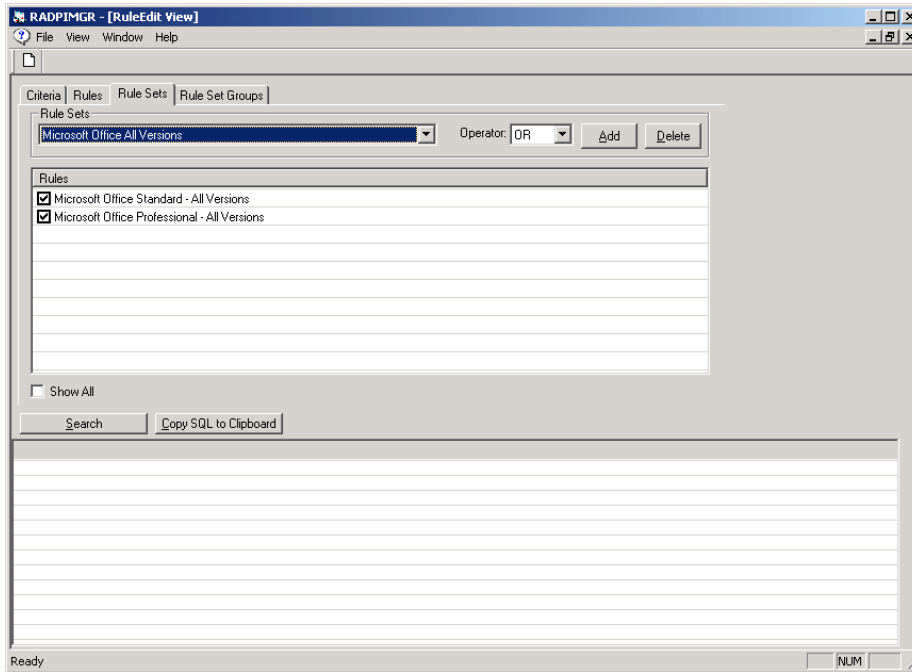 RADPIMGR - [RuleEdit View]
File View Window Help
Criteria Rules Rule Sets Rule Set Groups
Rule Sets
Microsoft Office All Versions Operator: OR Add Delete
Rules
Microsoft Office Standard - All Versions
Microsoft Office Professional - All Versions
Show All
Search Copy SQL to Clipboard
Ready NUM